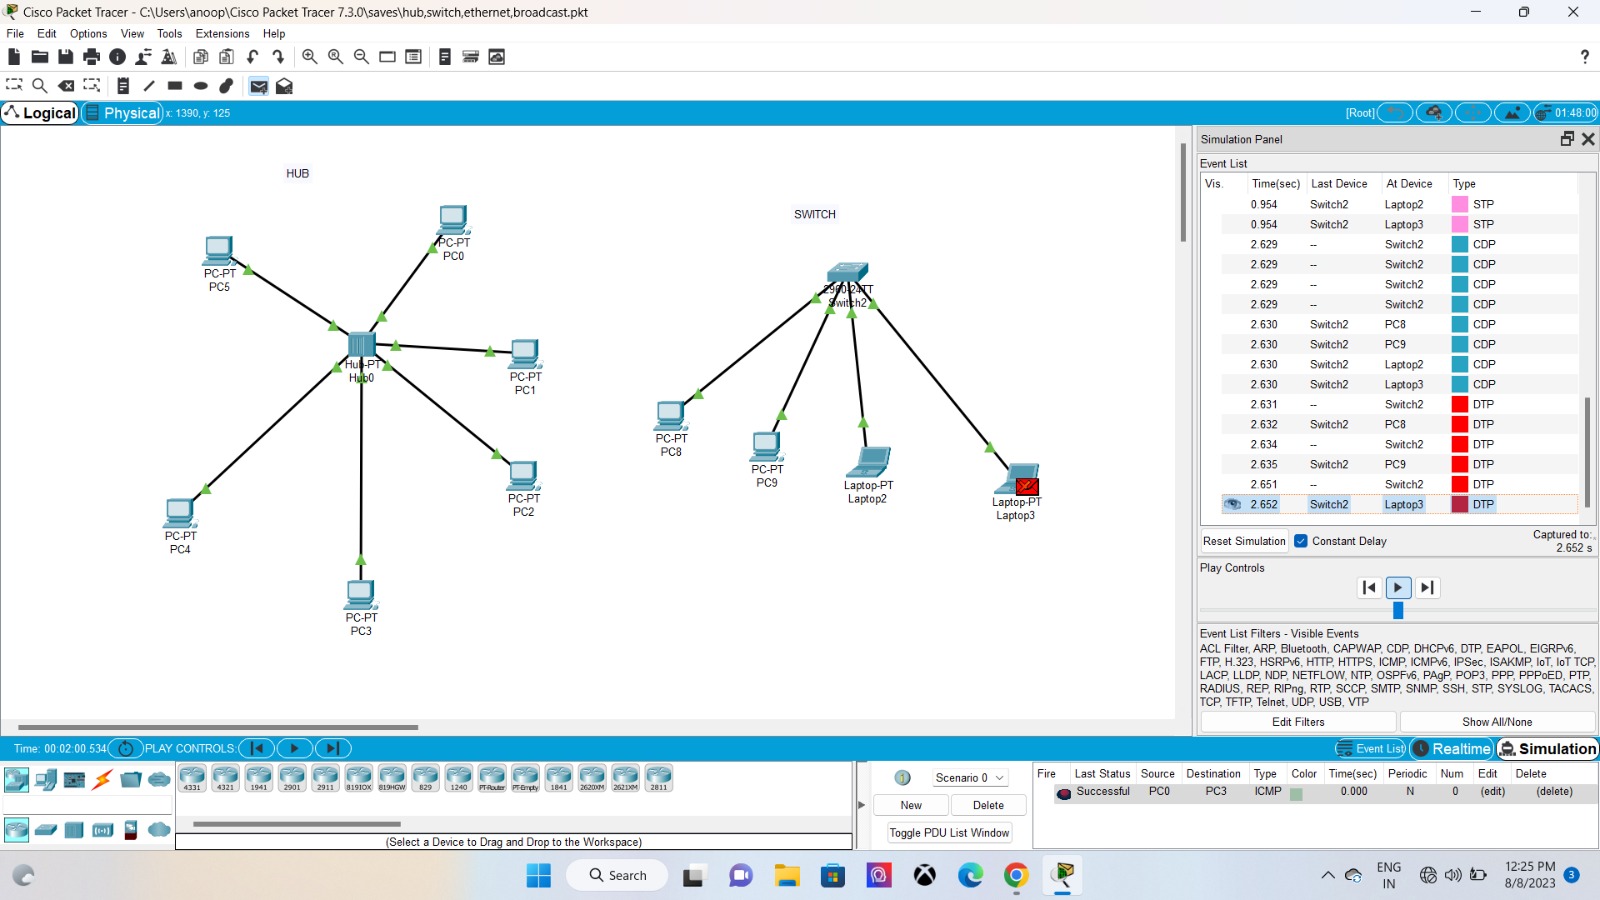 Cisco Packet Tracer - C:\Users\anoop\Cisco Packet Tracer 7.3.0\saves\hub,switch,ethernet,broadcast.pkt
File Edit Options View Tools Extensions Help
Logical Physical x: 1390, y: 125 [Root] 01:48:00
HUB
SWITCH
PC-PT
PC0
PC-PT
PC5
Hub-PT
Hub0
PC-PT
PC1
PC-PT
PC2
PC-PT
PC4
PC-PT
PC3
2960-24TT
Switch2
PC-PT
PC8
PC-PT
PC9
Laptop-PT
Laptop2
Laptop-PT
Laptop3
Simulation Panel
Event List
Vis. Time(sec) Last Device At Device Type
0.954 Switch2 Laptop2 STP
0.954 Switch2 Laptop3 STP
2.629 -- Switch2 CDP
2.629 -- Switch2 CDP
2.629 -- Switch2 CDP
2.629 -- Switch2 CDP
2.630 Switch2 PC8 CDP
2.630 Switch2 PC9 CDP
2.630 Switch2 Laptop2 CDP
2.630 Switch2 Laptop3 CDP
2.631 -- Switch2 DTP
2.632 Switch2 PC8 DTP
2.634 -- Switch2 DTP
2.635 Switch2 PC9 DTP
2.651 -- Switch2 DTP
2.652 Switch2 Laptop3 DTP
Reset Simulation Constant Delay Captured to:
2.652 s
Play Controls
Event List Filters - Visible Events
ACL Filter, ARP, Bluetooth, CAPWAP, CDP, DHCPv6, DTP, EAPOL, EIGRPv6,
FTP, H.323, HSRPv6, HTTP, HTTPS, ICMP, ICMPv6, IPSec, ISAKMP, IoT, IoT TCP,
LACP, LLDP, NDP, NETFLOW, NTP, OSPFv6, PAgP, POP3, PPP, PPPoED, PTP,
RADIUS, REP, RIPng, RTP, SCCP, SMTP, SNMP, SSH, STP, SYSLOG, TACACS,
TCP, TFTP, Telnet, UDP, USB, VTP
Edit Filters Show All/None
Time: 00:02:00.534 PLAY CONTROLS: Event List Realtime Simulation
4331 4321 1941 2901 2911 819IOX 819HGW 829 1240 PT-Router PT-Empty 1841 2620XM 2621XM 2811
(Select a Device to Drag and Drop to the Workspace)
Scenario 0
New Delete
Toggle PDU List Window
Fire Last Status Source Destination Type Color Time(sec) Periodic Num Edit Delete
Successful PC0 PC3 ICMP 0.000 N 0 (edit) (delete)
Search
ENG
IN
12:25 PM
8/8/2023
3